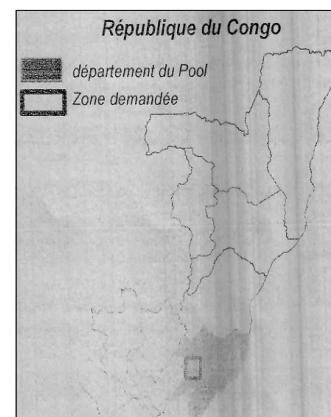 République du Congo
département du Pool
Zone demandée